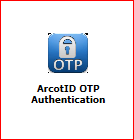 OTP
ArcotID OTP
Authentication